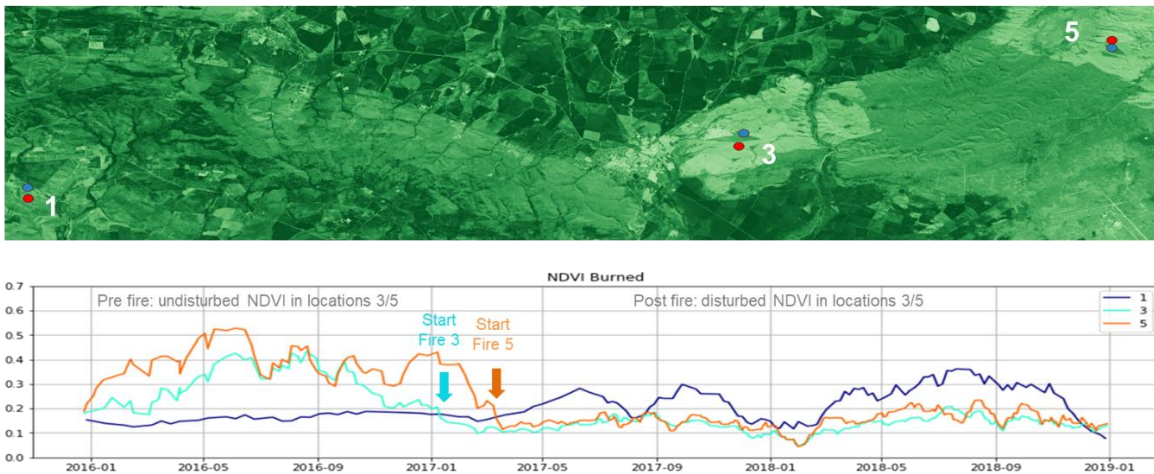 5
3
1
NDVI Burned
0.7
0.6
0.5
0.4
0.3
0.2
0.1
0.0
Pre fire: undisturbed NDVI in locations 3/5
Post fire: disturbed NDVI in locations 3/5
Start
Fire 3
Start
Fire 5
1
3
5
2016-01 2016-05 2016-09 2017-01 2017-05 2017-09 2018-01 2018-05 2018-09 2019-01